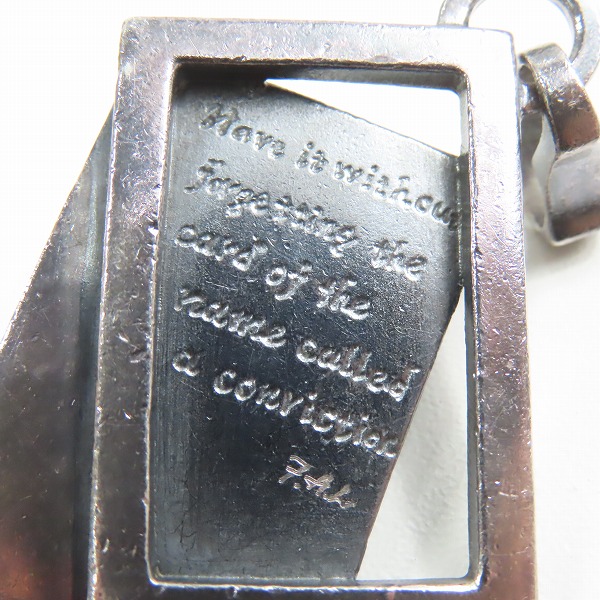 Have it without
forgetting the
card of the
name called
a conviction